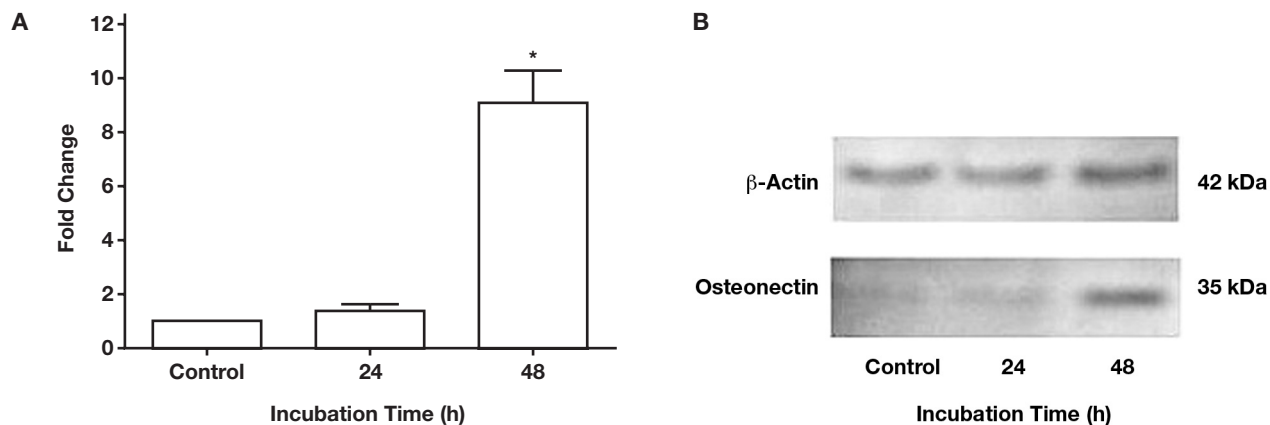 A
12
10
8
6
4
2
0
Fold Change
*
Control 24 48
Incubation Time (h)
B
β-Actin 42 kDa
Osteonectin 35 kDa
Control 24 48
Incubation Time (h)